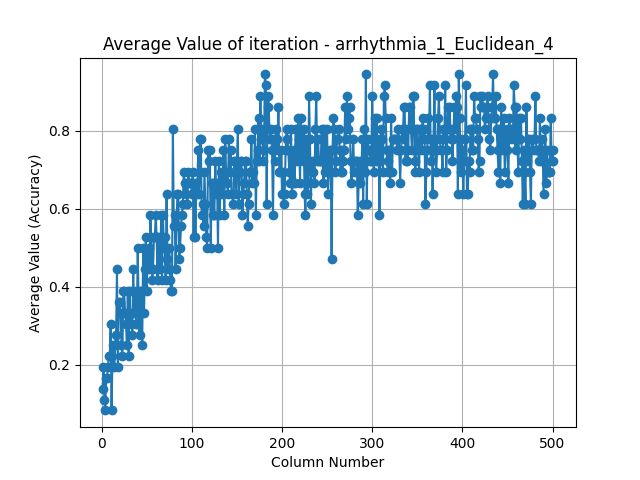 Average Value of iteration - arrhythmia_1_Euclidean_4
Average Value (Accuracy)
0.8
0.6
0.4
0.2
0 100 200 300 400 500
Column Number